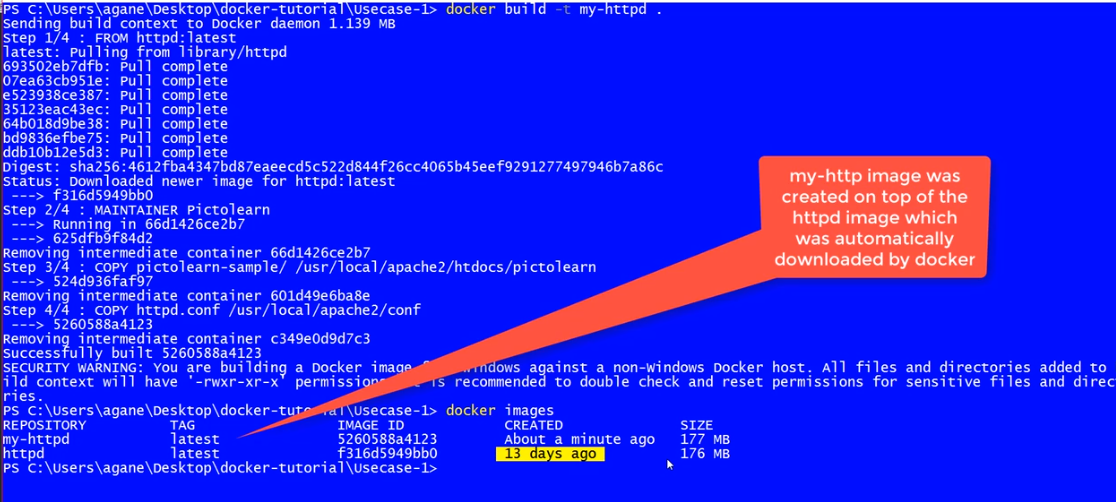 PS C:\Users\agane\Desktop\docker-tutorial\Usecase-1> docker build -t my-httpd .
Sending build context to Docker daemon 1.139 MB
Step 1/4 : FROM httpd:latest
latest: Pulling from library/httpd
693502eb7dfb: Pull complete
07ea63cb951e: Pull complete
e523938ce387: Pull complete
35123eac43ec: Pull complete
64b018d9be38: Pull complete
bd9836efbe75: Pull complete
ddb10b12e5d3: Pull complete
Digest: sha256:4612fba4347bd87eaeecd5c522d844f26cc4065b45eef9291277497946b7a86c
Status: Downloaded newer image for httpd:latest
---> f316d5949bb0
Step 2/4 : MAINTAINER Pictolearn
---> Running in 66d1426ce2b7
---> 625dfb9f84d2
Removing intermediate container 66d1426ce2b7
Step 3/4 : COPY pictolearn-sample/ /usr/local/apache2/htdocs/pictolearn
---> 524d936faf97
Removing intermediate container 601d49e6ba8e
Step 4/4 : COPY httpd.conf /usr/local/apache2/conf
---> 5260588a4123
Removing intermediate container c349e0d9d7c3
Successfully built 5260588a4123
SECURITY WARNING: You are building a Docker image windows against a non-Windows Docker host. All files and directories added to
ild context will have '-rwxr-xr-x' permission is recommended to double check and reset permissions for sensitive files and direc
ries.
PS C:\Users\agane\Desktop\docker-tutorial\Usecase-1> docker images
REPOSITORY TAG IMAGE ID CREATED SIZE
my-httpd latest 5260588a4123 About a minute ago 177 MB
httpd latest f316d5949bb0 13 days ago 176 MB
PS C:\Users\agane\Desktop\docker-tutorial\Usecase-1>
my-http image was
created on top of the
httpd image which
was automatically
downloaded by docker